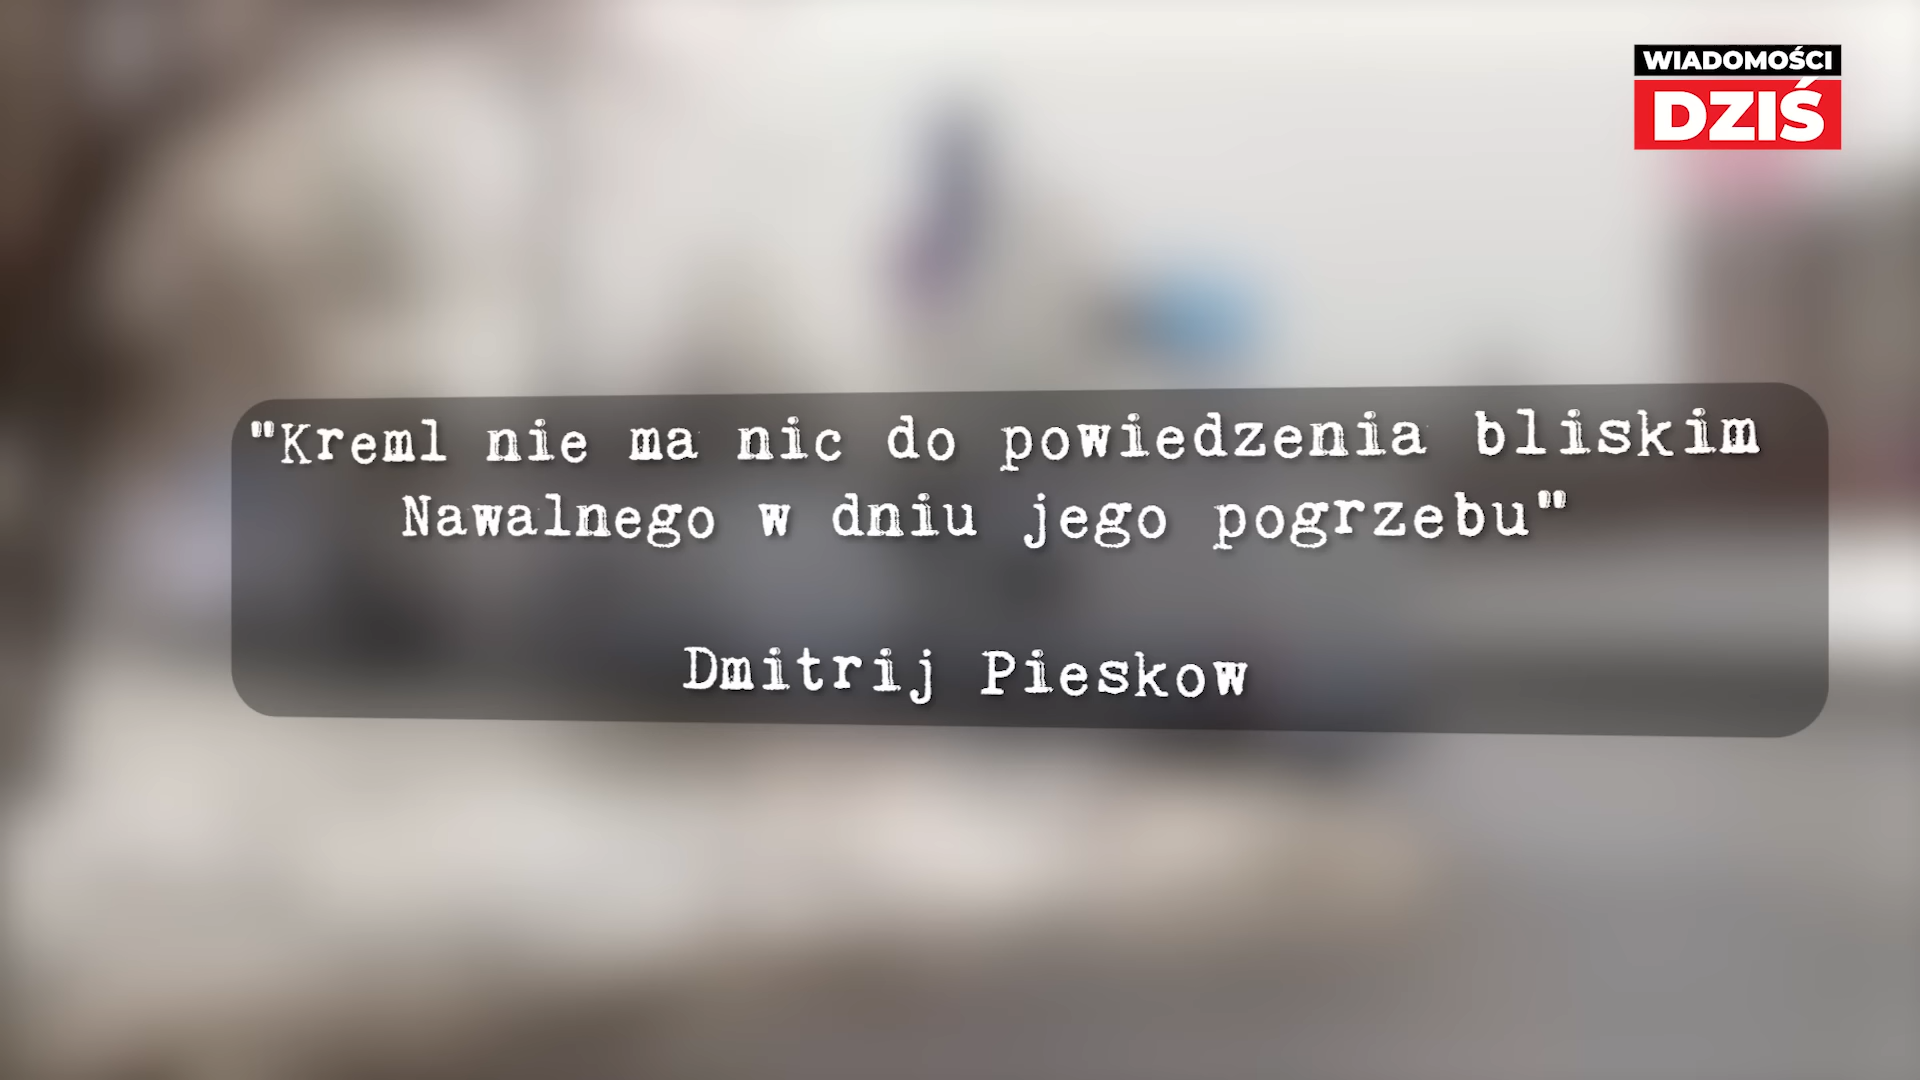 WIADOMOŚCI
DZIŚ
"Kreml nie ma nic do powiedzenia bliskim
Nawalnego w dniu jego pogrzebu"
Dmitrij Pieskow